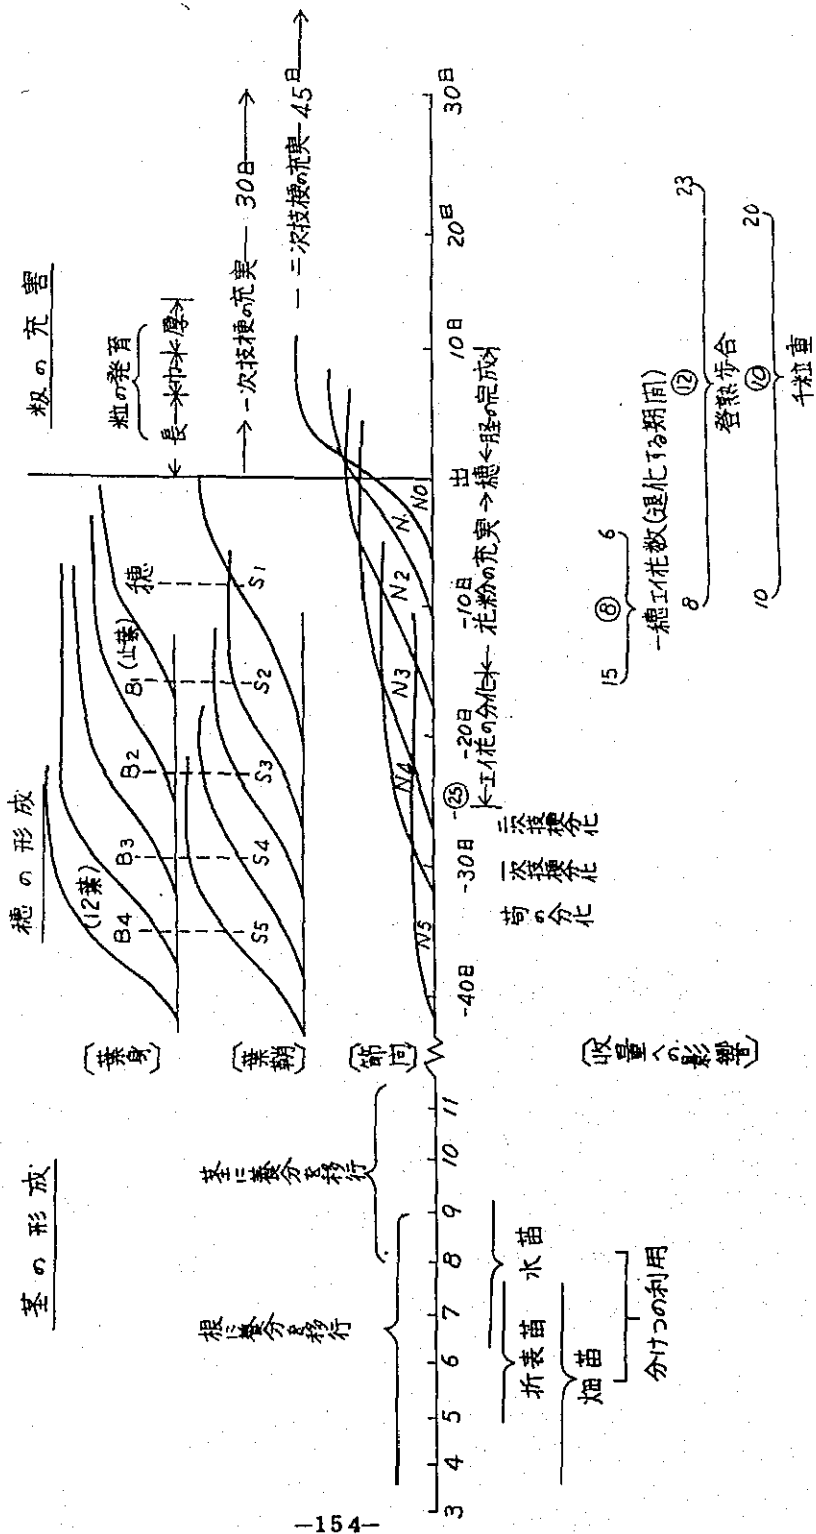 茎の形成
穂の形成
籾の充害
根に養分を移行
茎に養分を移行
〔葉身〕
〔葉鞘〕
〔節间〕
〔収量への影響〕
B4 B3 B2 B1 穂
(12葉) (止葉)
S5 S4 S3 S2 S1
N5 N4 N3 N2 N. N0
粒の発育
長 巾 厚
一次技梗の充実 30日
二次技梗の充実 45日
3 4 5 6 7 8 9 10 11 -40日 -30日 -㉕ -20日 -10日 出 10日 20日 30日
苞の分化
一次技梗分化
二次技梗分化
エイ花の分化 花粉の充実 穂 胚の完成
折表苗 水苗
畑苗
分けつの利用
15 ⑧ 6
一穂エイ花数(退化する期间)
8 ⑫ 23
登熟歩合
10 ⑩ 20
千粒重
-154-